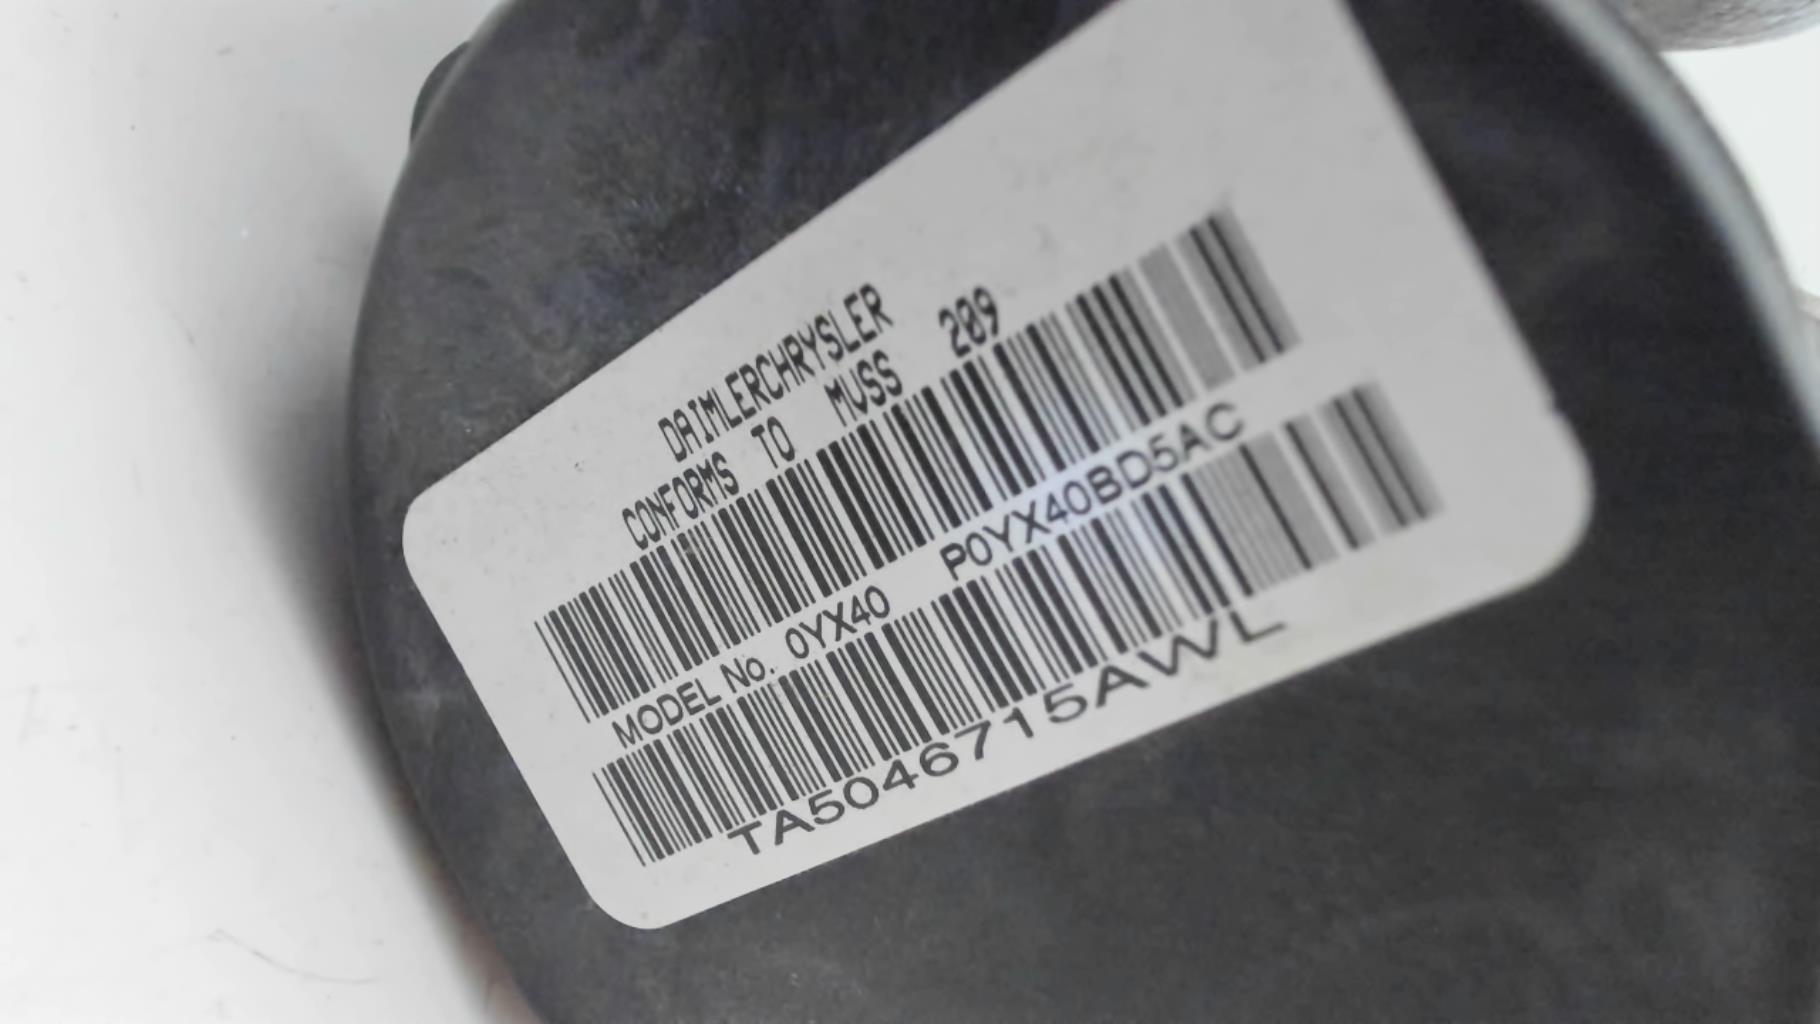 DAIMLERCHRYSLER
CONFORMS TO MVSS 209
MODEL No. 0YX40 P0YX40BD5AC
TA5046715AWL